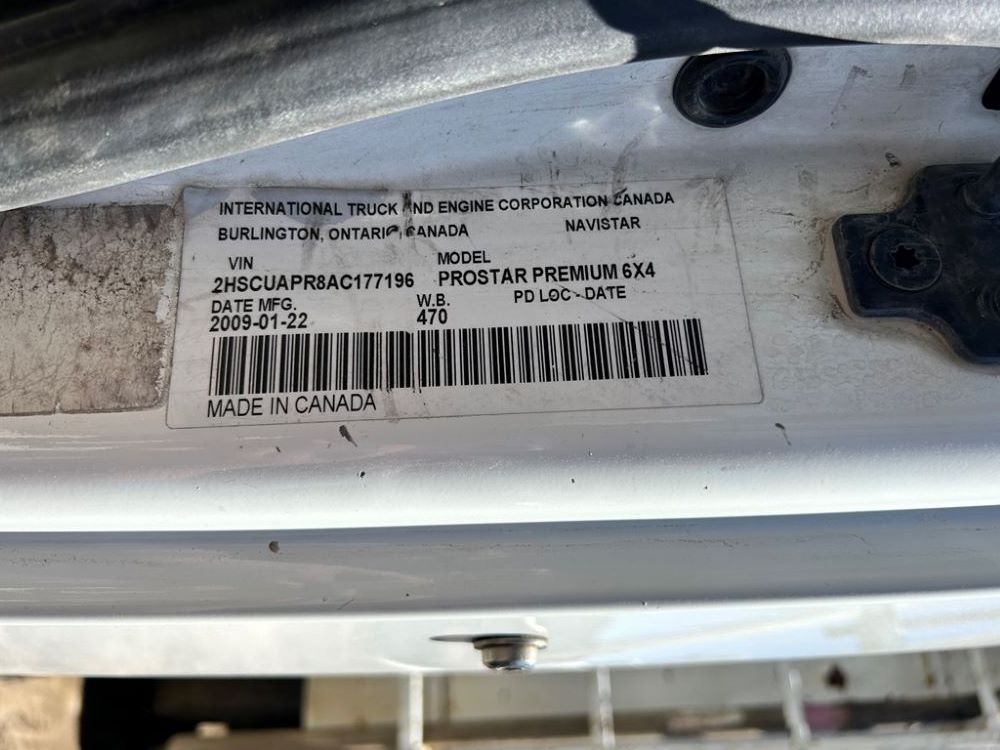 INTERNATIONAL TRUCK AND ENGINE CORPORATION CANADA
BURLINGTON, ONTARIO, CANADA NAVISTAR
VIN MODEL
2HSCUAPR8AC177196 PROSTAR PREMIUM 6X4
DATE MFG. W.B. PD LOC - DATE
2009-01-22 470
MADE IN CANADA